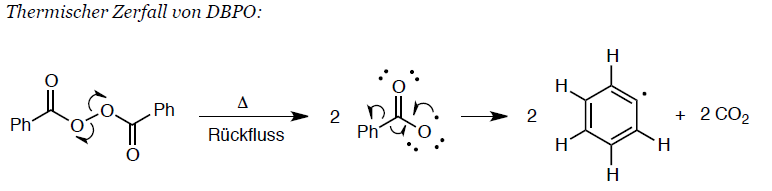 Thermischer Zerfall von DBPO:
O
Ph
O
O
Ph
O
Δ
Rückfluss
2
O
Ph
O
2
H
H
H
H
H
+ 2 CO2